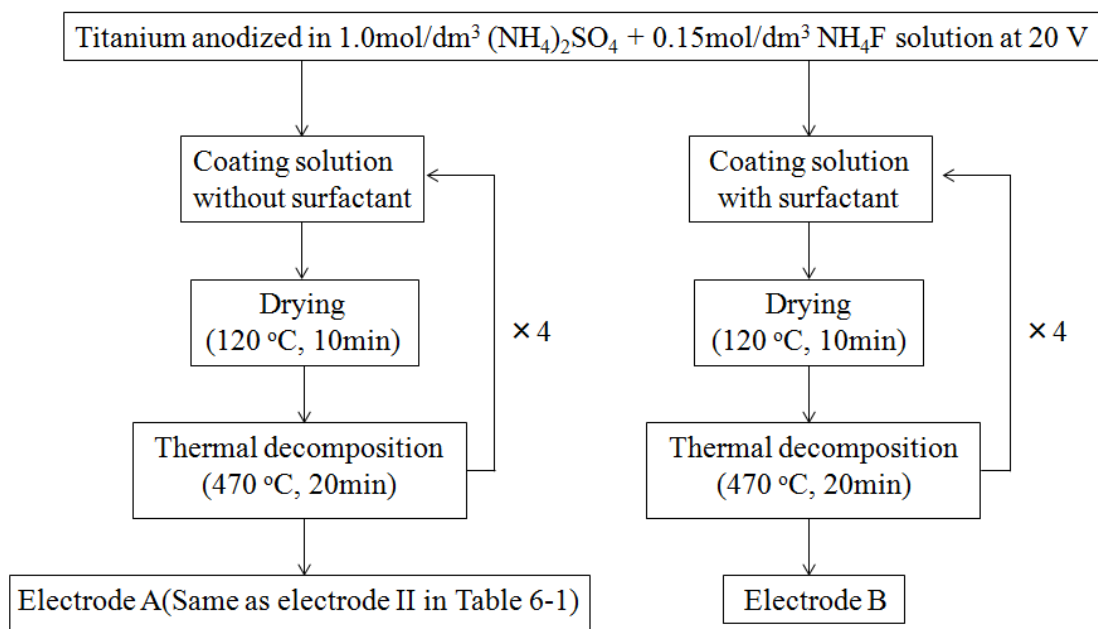 Titanium anodized in 1.0mol/dm³ (NH₄)₂SO₄ + 0.15mol/dm³ NH₄F solution at 20 V
Coating solution
without surfactant
Drying
(120 °C, 10min)
× 4
Thermal decomposition
(470 °C, 20min)
Electrode A(Same as electrode II in Table 6-1)
Coating solution
with surfactant
Drying
(120 °C, 10min)
× 4
Thermal decomposition
(470 °C, 20min)
Electrode B